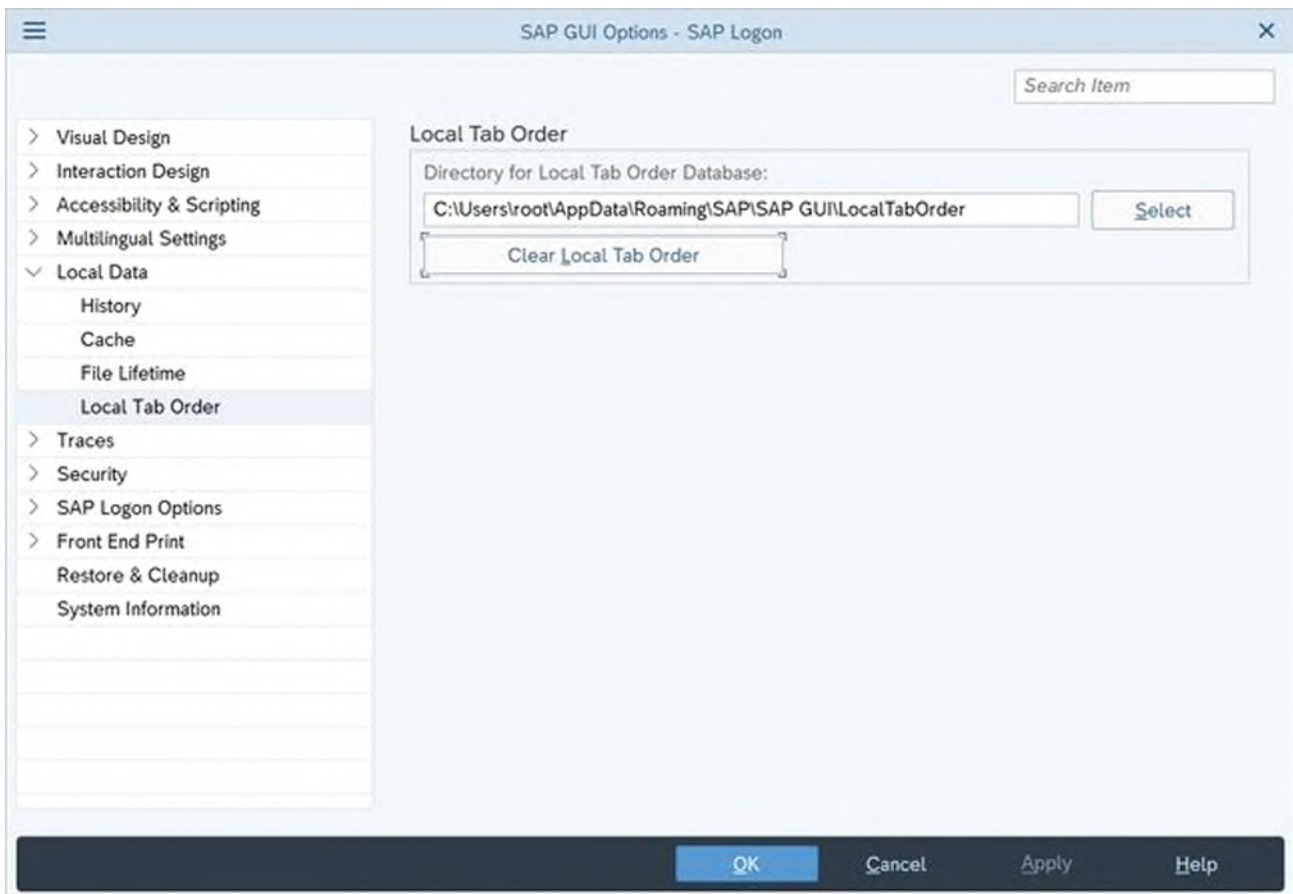 SAP GUI Options - SAP Logon
Search Item
Visual Design
Interaction Design
Accessibility & Scripting
Multilingual Settings
Local Data
History
Cache
File Lifetime
Local Tab Order
Traces
Security
SAP Logon Options
Front End Print
Restore & Cleanup
System Information
Local Tab Order
Directory for Local Tab Order Database:
C:\Users\root\AppData\Roaming\SAP\SAP GUI\LocalTabOrder
Select
Clear Local Tab Order
OK Cancel Apply Help